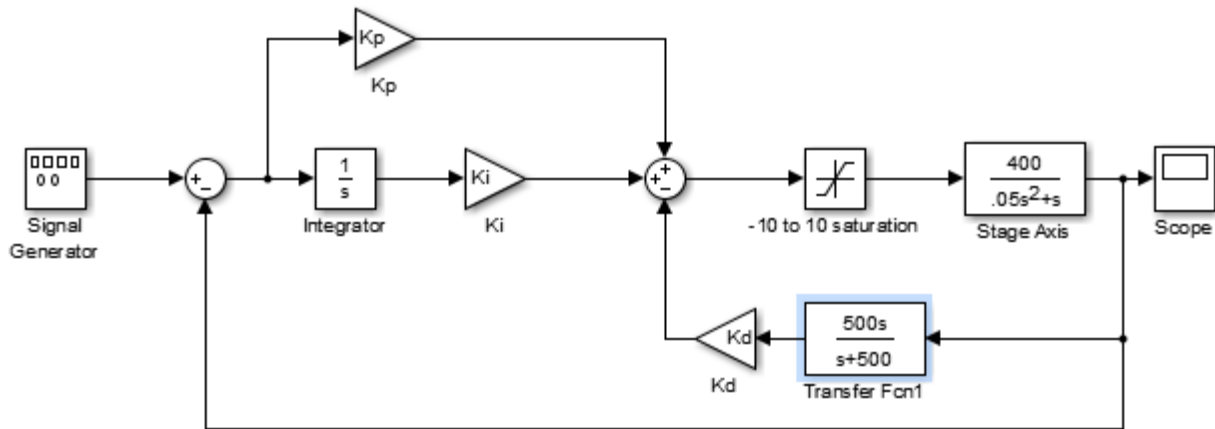 Kp
Kp
Signal
Generator
+
−
1
s
Integrator
Ki
Ki
+
+
−
-10 to 10 saturation
400
.05s²+s
Stage Axis
Scope
Kd
Kd
500s
s+500
Transfer Fcn1